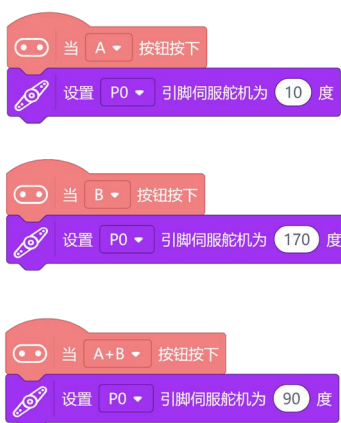 当 A 按钮按下
设置 P0 引脚伺服舵机为 10 度
当 B 按钮按下
设置 P0 引脚伺服舵机为 170 度
当 A+B 按钮按下
设置 P0 引脚伺服舵机为 90 度